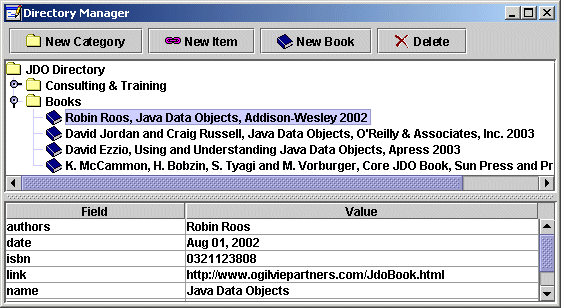 Directory Manager
New Category New Item New Book Delete
JDO Directory
Consulting & Training
Books
Robin Roos, Java Data Objects, Addison-Wesley 2002
David Jordan and Craig Russell, Java Data Objects, O'Reilly & Associates, Inc. 2003
David Ezzio, Using and Understanding Java Data Objects, Apress 2003
K. McCammon, H. Bobzin, S. Tyagi and M. Vorburger, Core JDO Book, Sun Press and Pr
Field Value
authors Robin Roos
date Aug 01, 2002
isbn 0321123808
link http://www.ogilviepartners.com/JdoBook.html
name Java Data Objects